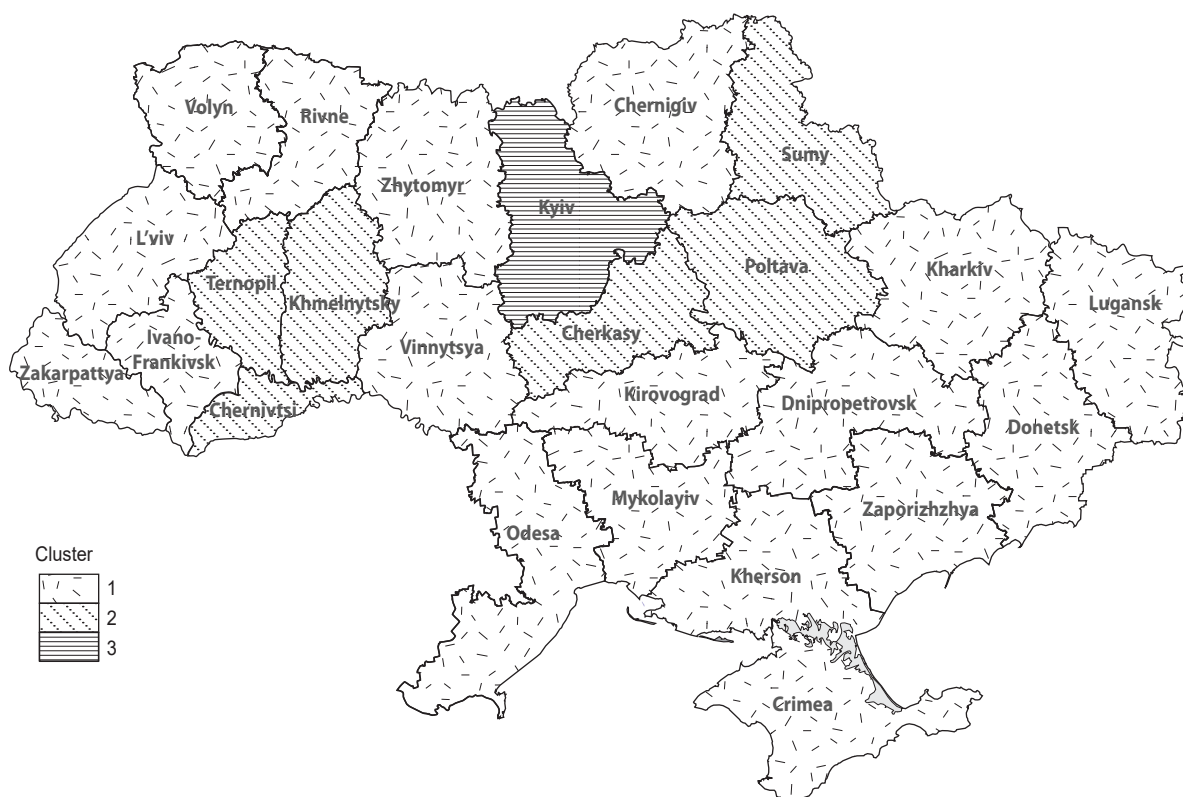 Volyn
Rivne
Chernigiv
Sumy
Zhytomyr
Kyiv
L'viv
Ternopil
Khmelnytsky
Poltava
Kharkiv
Lugansk
Cherkasy
Vinnytsya
Ivano-
Frankivsk
Zakarpattya
Chernivtsi
Kirovograd
Dnipropetrovsk
Donetsk
Mykolayiv
Zaporizhzhya
Odesa
Kherson
Crimea
Cluster
1
2
3